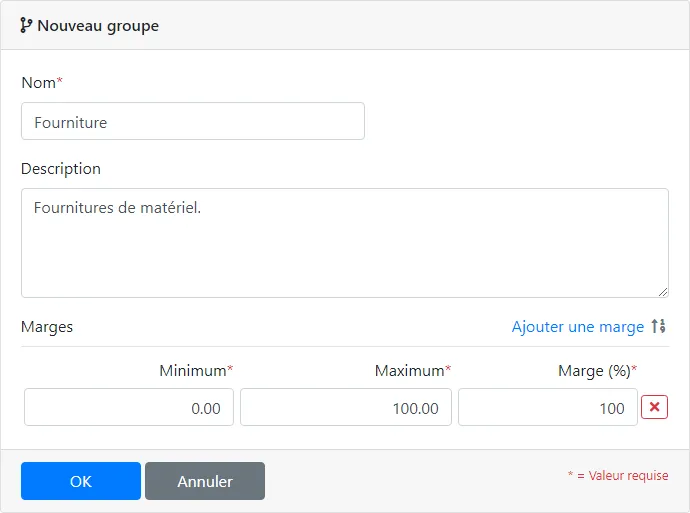 Nouveau groupe
Nom*
Fourniture
Description
Fournitures de matériel.
Marges Ajouter une marge
Minimum* Maximum* Marge (%)*
0.00 100.00 100
OK Annuler * = Valeur requise